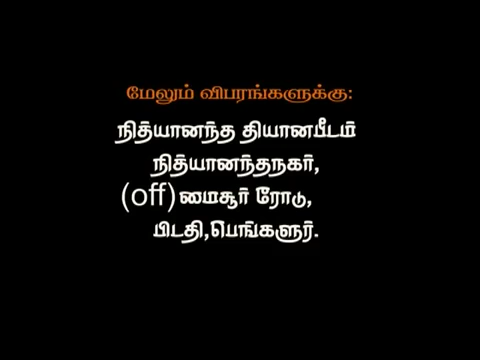 மேலும் விபரங்களுக்கு:
நித்யானந்த தியானபீடம்
நித்யானந்தநகர்,
(off) மைசூர் ரோடு,
பிடதி,பெங்களுர்.